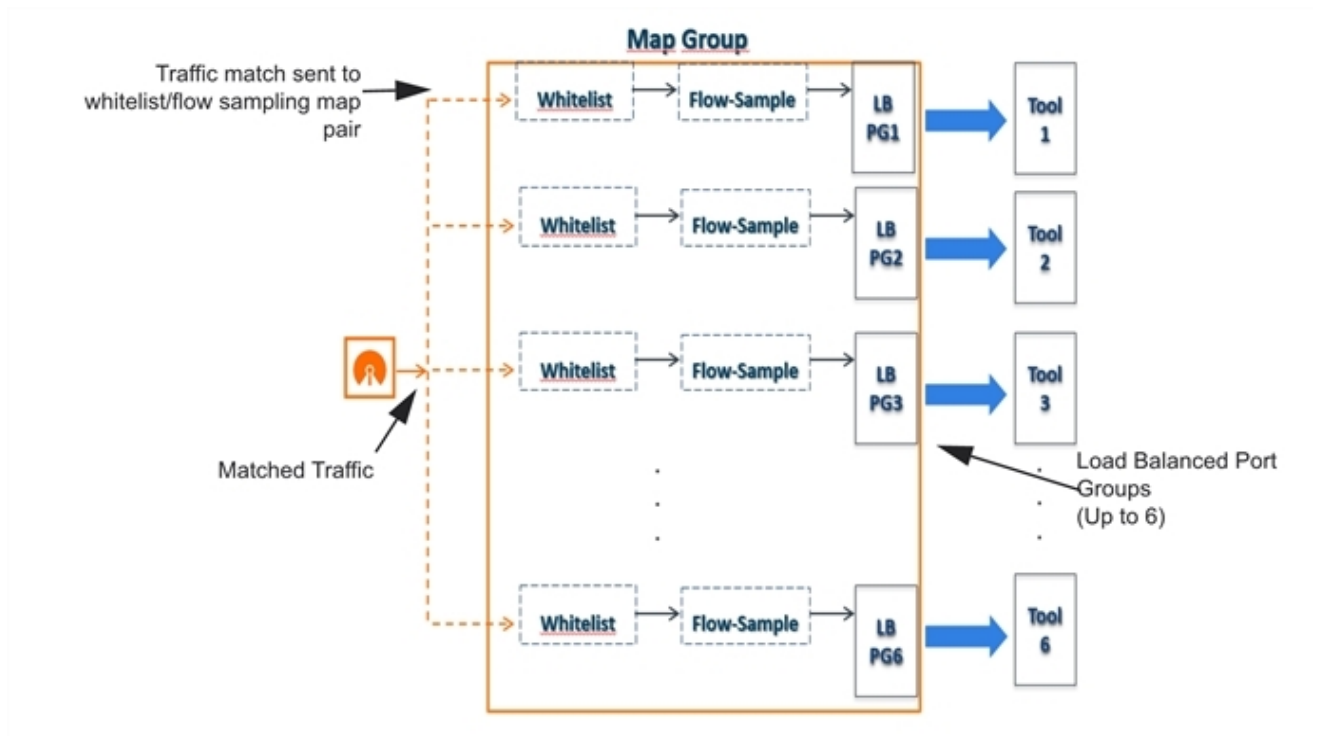 Map Group
Traffic match sent to
whitelist/flow sampling map
pair
Whitelist
Flow-Sample
LB
PG1
Tool
1
Whitelist
Flow-Sample
LB
PG2
Tool
2
Whitelist
Flow-Sample
LB
PG3
Tool
3
Matched Traffic
Load Balanced Port
Groups
(Up to 6)
Whitelist
Flow-Sample
LB
PG6
Tool
6